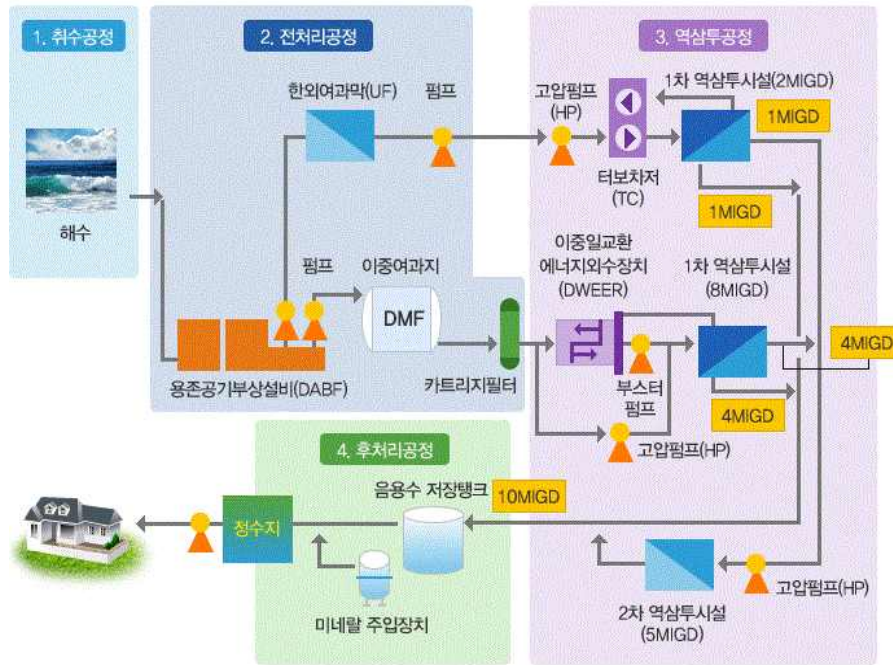 1. 취수공정
해수
2. 전처리공정
한외여과막(UF)
펌프
펌프
이중여과지
DMF
용존공기부상설비(DABF)
카트리지필터
3. 역삼투공정
고압펌프
(HP)
터보차저
(TC)
1차 역삼투시설(2MIGD)
1MIGD
1MIGD
이중일교환
에너지외수장치
(DWEER)
1차 역삼투시설
(8MIGD)
4MIGD
부스터
펌프
4MIGD
고압펌프(HP)
10MIGD
고압펌프(HP)
2차 역삼투시설
(5MIGD)
4. 후처리공정
음용수 저장탱크
정수지
미네랄 주입장치